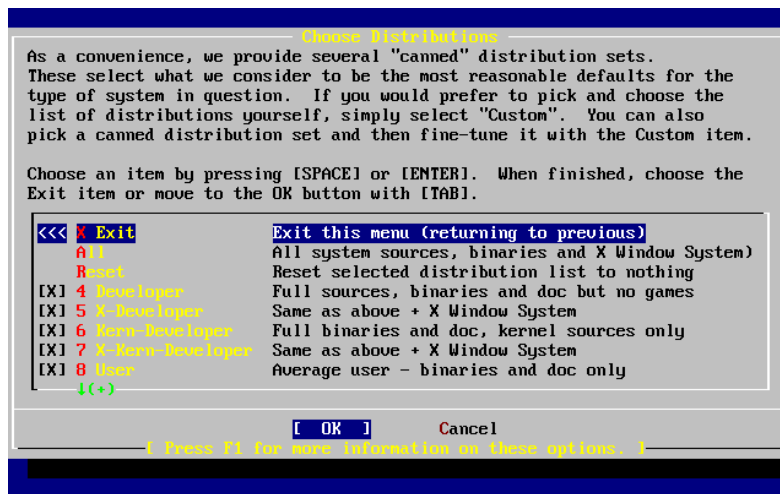 Choose Distributions
As a convenience, we provide several "canned" distribution sets.
These select what we consider to be the most reasonable defaults for the
type of system in question.  If you would prefer to pick and choose the
list of distributions yourself, simply select "Custom".  You can also
pick a canned distribution set and then fine-tune it with the Custom item.
Choose an item by pressing [SPACE] or [ENTER].  When finished, choose the
Exit item or move to the OK button with [TAB].
<<< X Exit Exit this menu (returning to previous)
All All system sources, binaries and X Window System)
Reset Reset selected distribution list to nothing
[X] 4 Developer Full sources, binaries and doc but no games
[X] 5 X-Developer Same as above + X Window System
[X] 6 Kern-Developer Full binaries and doc, kernel sources only
[X] 7 X-Kern-Developer Same as above + X Window System
[X] 8 User Average user - binaries and doc only
↓(+)
[ OK ] Cancel
[ Press F1 for more information on these options. ]